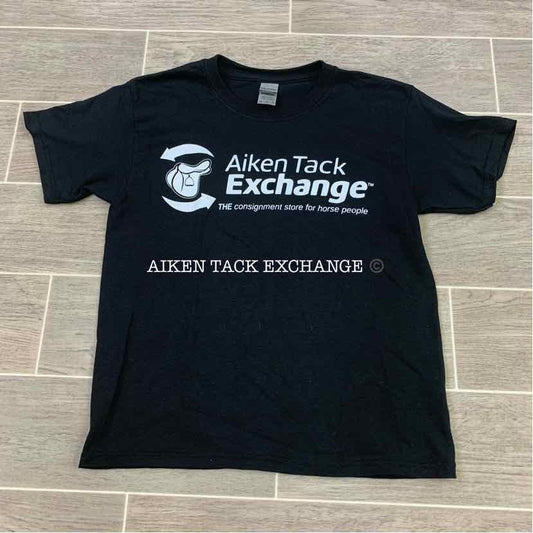 Aiken Tack
Exchange™
THE consignment store for horse people
AIKEN TACK EXCHANGE ©